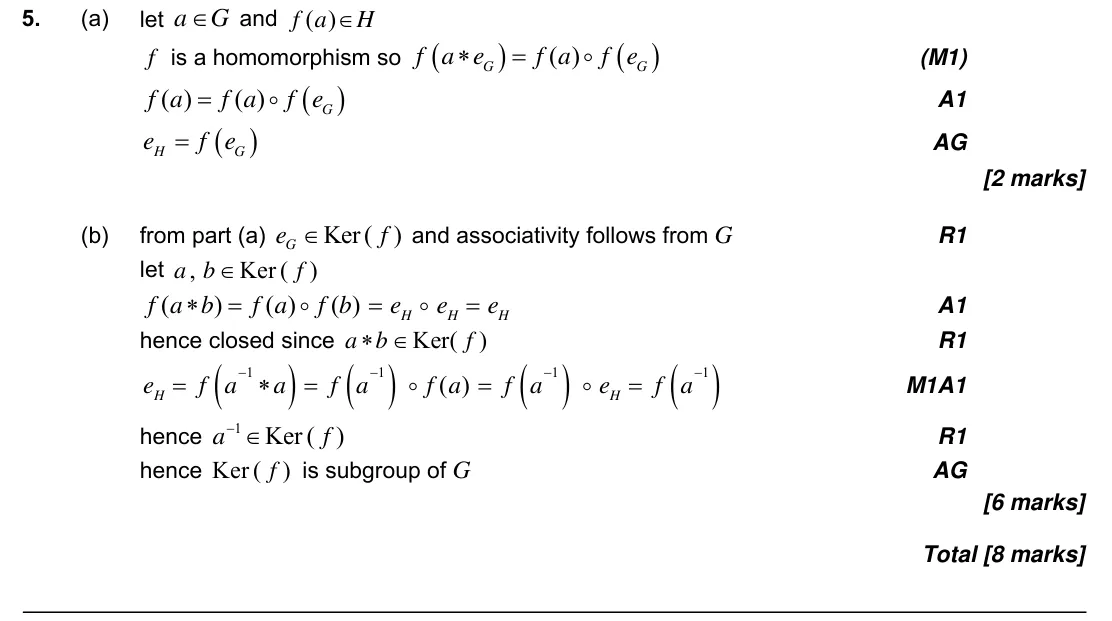 5. (a) let a ∈ G and f(a) ∈ H
f is a homomorphism so f(a ∗ e_G) = f(a) ∘ f(e_G) (M1)
f(a) = f(a) ∘ f(e_G) A1
e_H = f(e_G) AG
[2 marks]
(b) from part (a) e_G ∈ Ker(f) and associativity follows from G R1
let a, b ∈ Ker(f)
f(a ∗ b) = f(a) ∘ f(b) = e_H ∘ e_H = e_H A1
hence closed since a ∗ b ∈ Ker(f) R1
e_H = f(a⁻¹ ∗ a) = f(a⁻¹) ∘ f(a) = f(a⁻¹) ∘ e_H = f(a⁻¹) M1A1
hence a⁻¹ ∈ Ker(f) R1
hence Ker(f) is subgroup of G AG
[6 marks]
Total [8 marks]